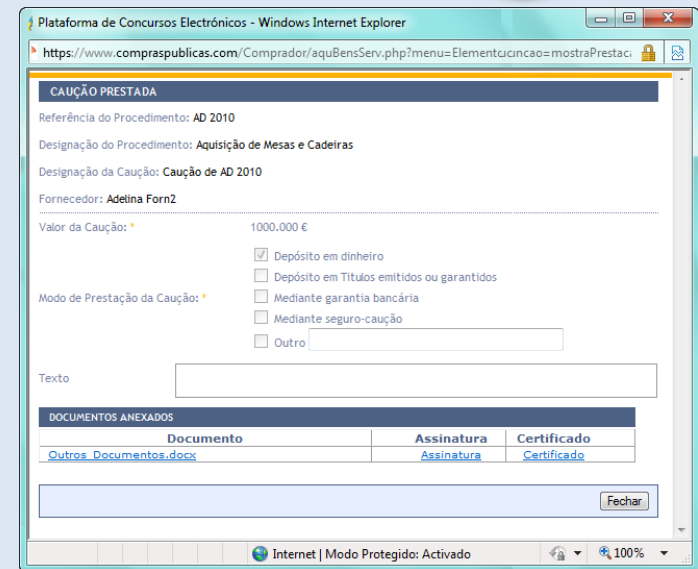 Plataforma de Concursos Electrónicos - Windows Internet Explorer
https://www.compraspublicas.com/Comprador/aquBensServ.php?menu=Elementucıncao=mostraPrestaca
CAUÇÃO PRESTADA
Referência do Procedimento: AD 2010
Designação do Procedimento: Aquisição de Mesas e Cadeiras
Designação da Caução: Caução de AD 2010
Fornecedor: Adelina Forn2
Valor da Caução: * 1000.000 €
Depósito em dinheiro
Depósito em Titulos emitidos ou garantidos
Modo de Prestação da Caução: * Mediante garantia bancária
Mediante seguro-caução
Outro
Texto
DOCUMENTOS ANEXADOS
Documento Assinatura Certificado
Outros_Documentos.docx Assinatura Certificado
Fechar
Internet | Modo Protegido: Activado 100%